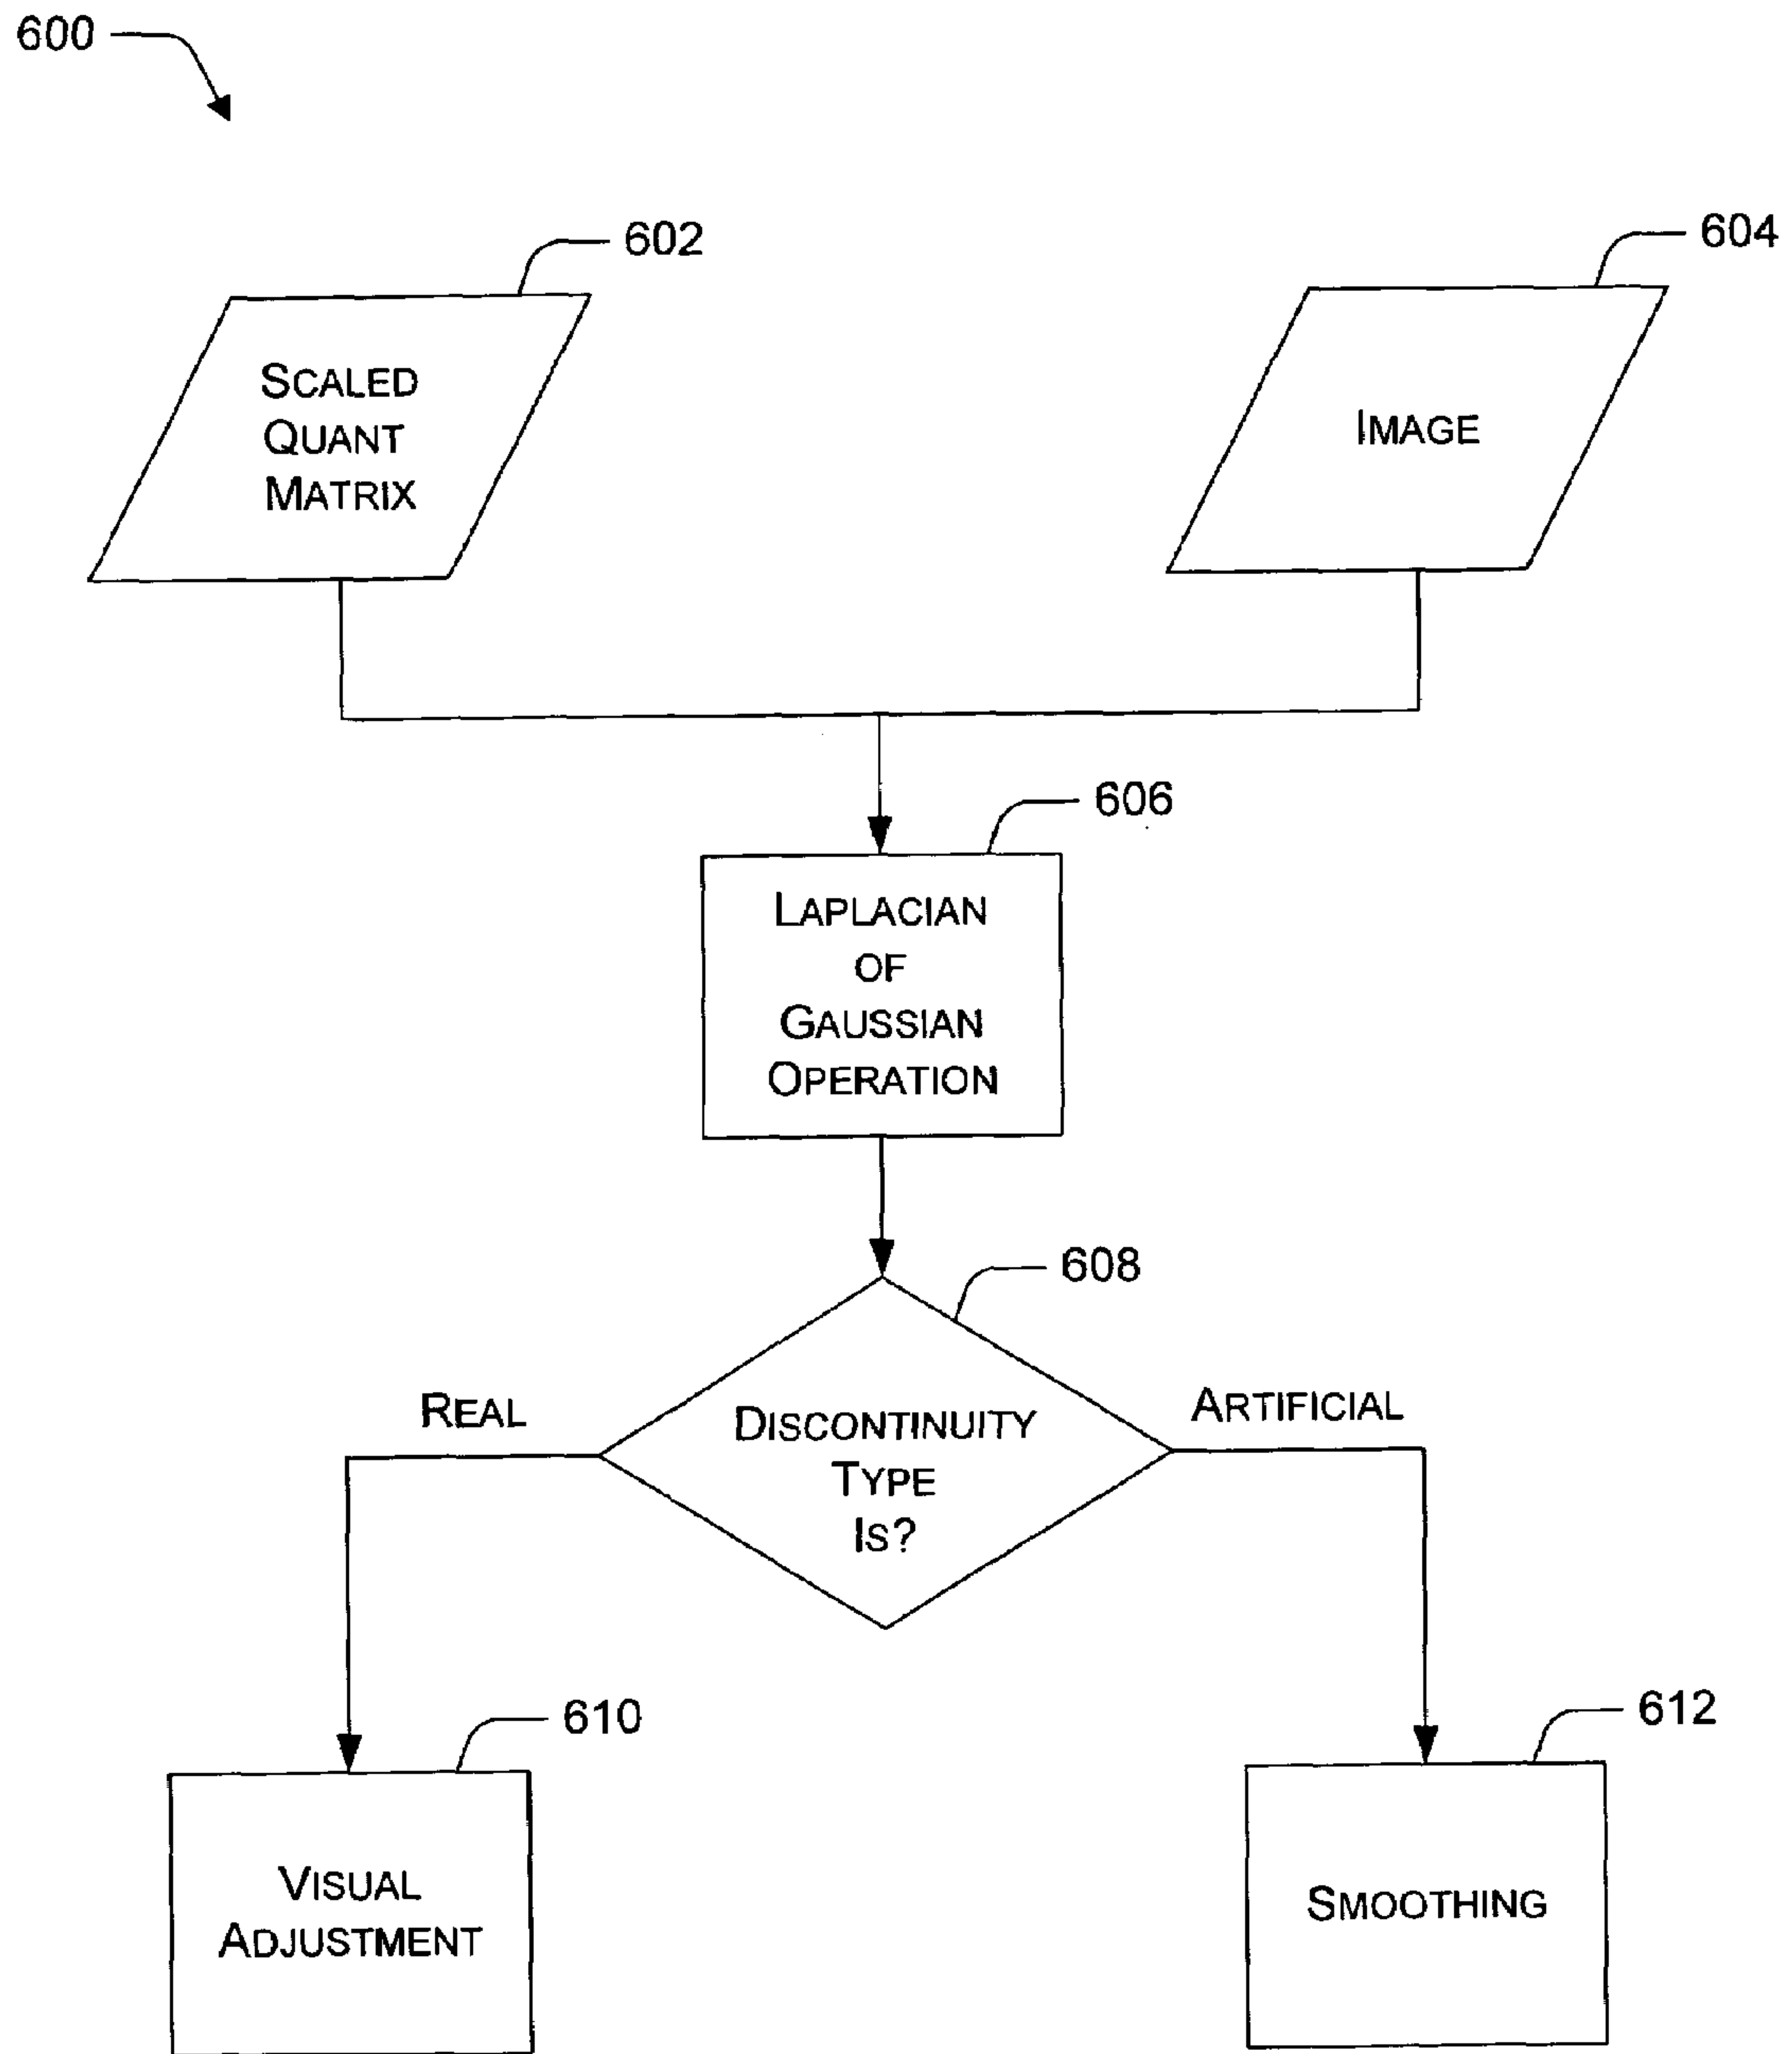 600
602
604
SCALED
QUANT
MATRIX
IMAGE
606
LAPLACIAN
OF
GAUSSIAN
OPERATION
608
REAL
ARTIFICIAL
DISCONTINUITY
TYPE
IS?
610
612
VISUAL
ADJUSTMENT
SMOOTHING